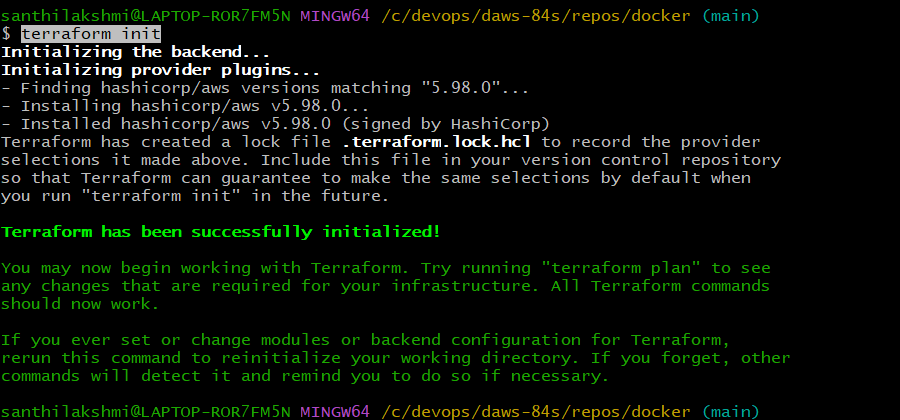 santhilakshmi@LAPTOP-ROR7FM5N MINGW64 /c/devops/daws-84s/repos/docker (main)
$ terraform init
Initializing the backend...
Initializing provider plugins...
- Finding hashicorp/aws versions matching "5.98.0"...
- Installing hashicorp/aws v5.98.0...
- Installed hashicorp/aws v5.98.0 (signed by HashiCorp)
Terraform has created a lock file .terraform.lock.hcl to record the provider
selections it made above. Include this file in your version control repository
so that Terraform can guarantee to make the same selections by default when
you run "terraform init" in the future.
Terraform has been successfully initialized!
You may now begin working with Terraform. Try running "terraform plan" to see
any changes that are required for your infrastructure. All Terraform commands
should now work.
If you ever set or change modules or backend configuration for Terraform,
rerun this command to reinitialize your working directory. If you forget, other
commands will detect it and remind you to do so if necessary.
santhilakshmi@LAPTOP-ROR7FM5N MINGW64 /c/devops/daws-84s/repos/docker (main)